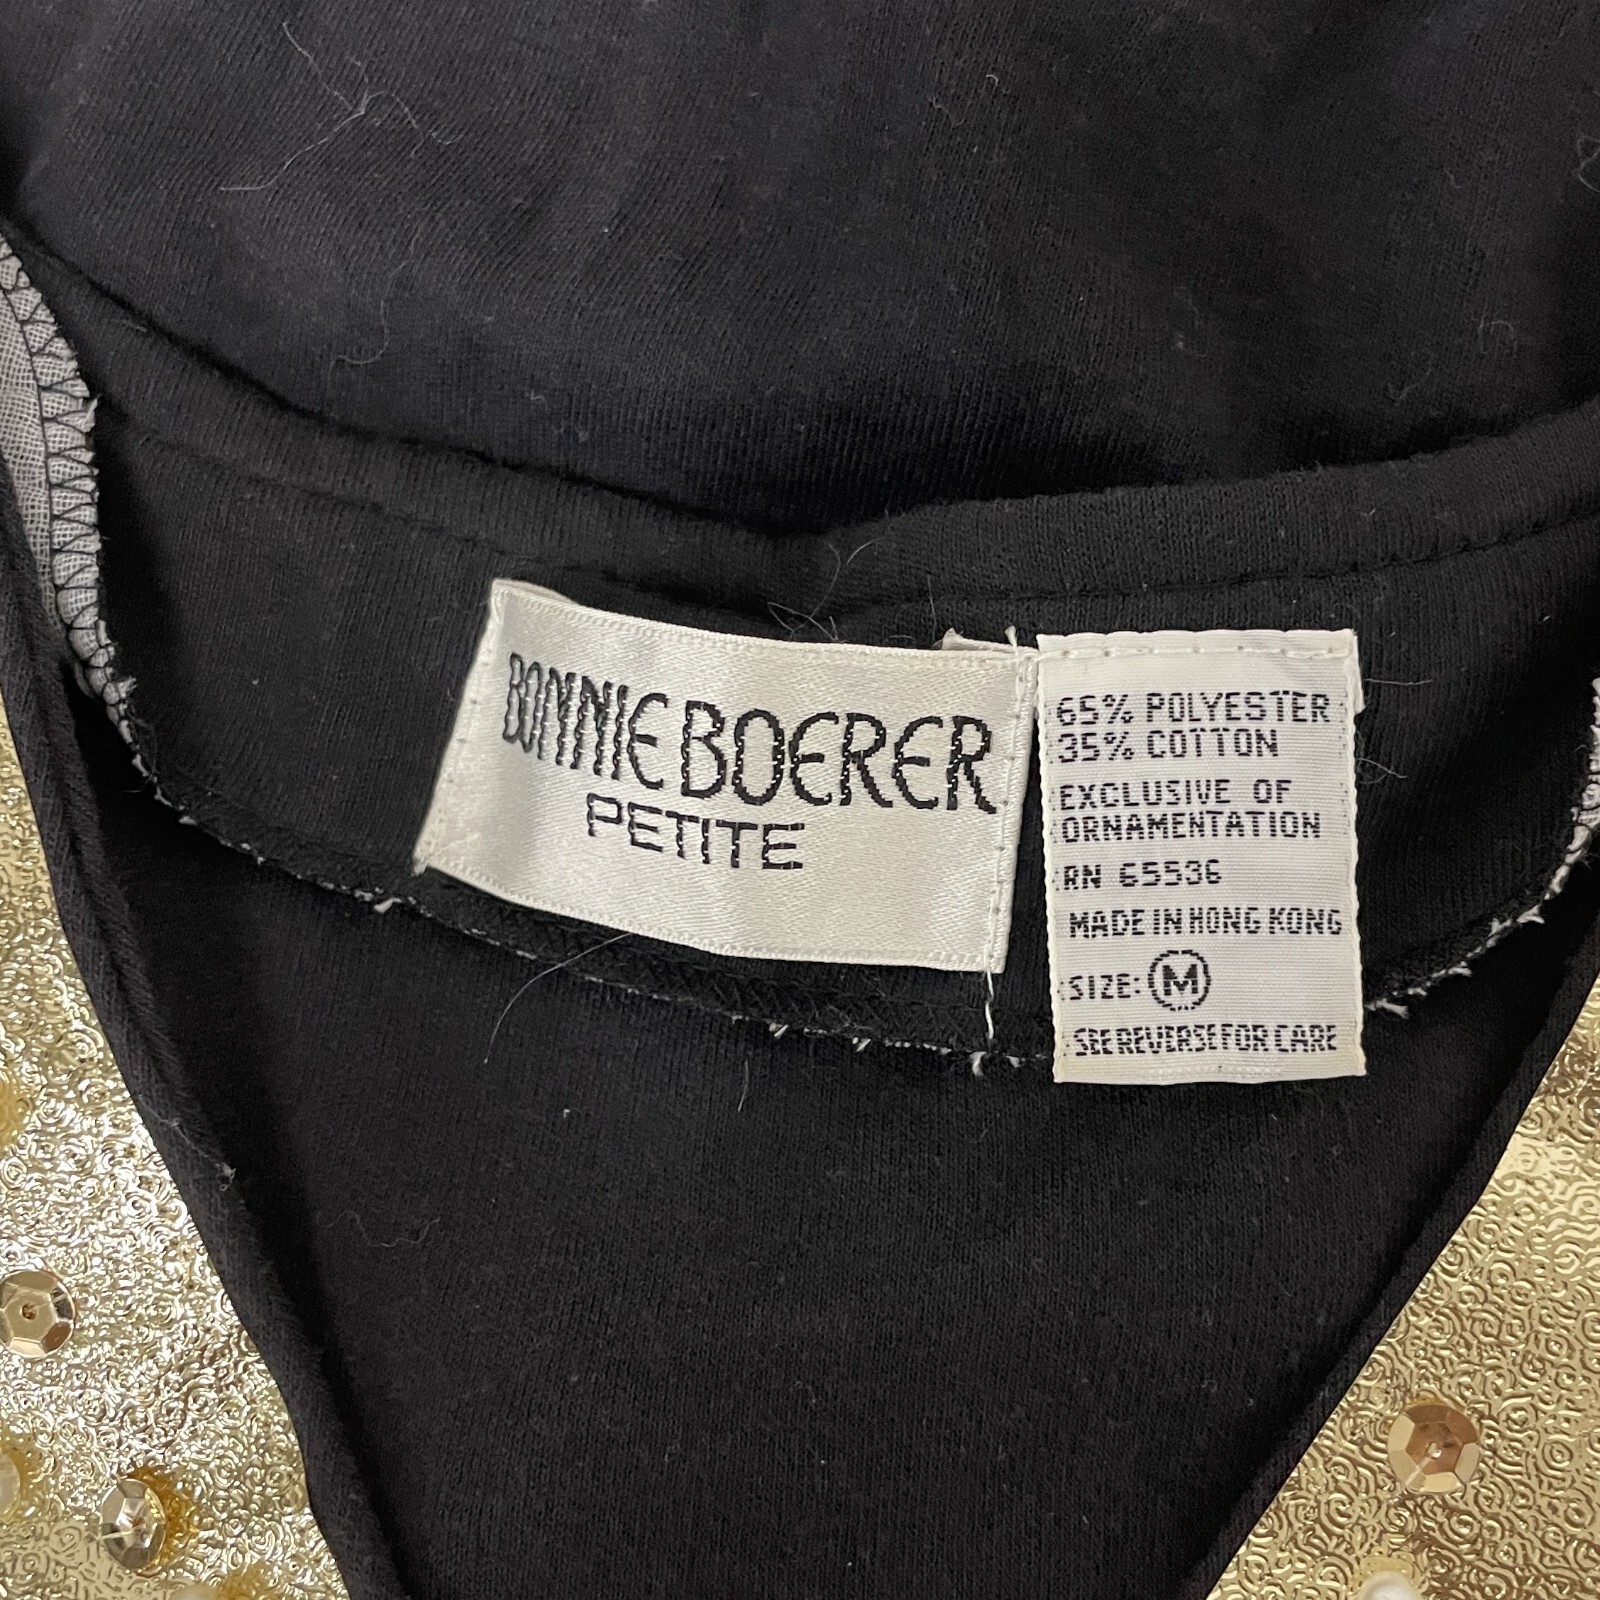 BONNIE BOERER
PETITE
65% POLYESTER
35% COTTON
EXCLUSIVE OF
ORNAMENTATION
RN 65536
MADE IN HONG KONG
SIZE: M
SEE REVERSE FOR CARE